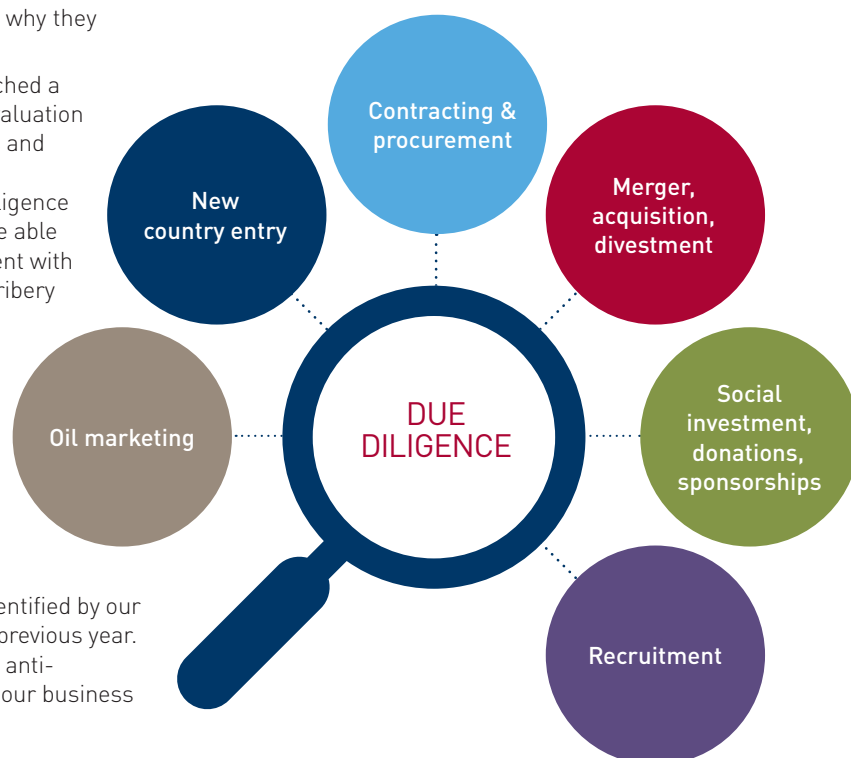 why they
ched a
aluation
and
ligence
e able
ent with
ribery
entified by our
previous year.
anti-
our business
Contracting &
procurement
New
country entry
Merger,
acquisition,
divestment
Oil marketing
DUE
DILIGENCE
Social
investment,
donations,
sponsorships
Recruitment